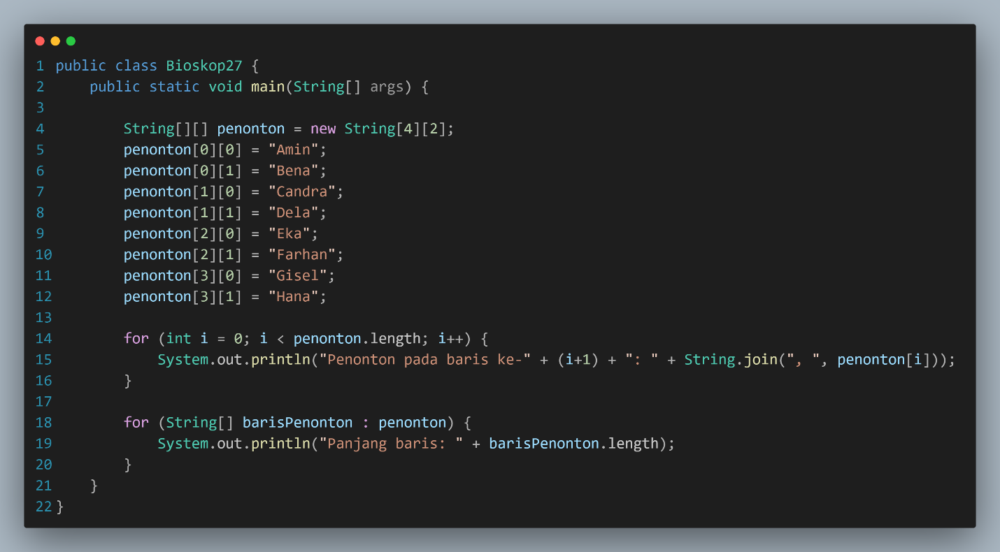 1 public class Bioskop27 {
2     public static void main(String[] args) {
3
4         String[][] penonton = new String[4][2];
5         penonton[0][0] = "Amin";
6         penonton[0][1] = "Bena";
7         penonton[1][0] = "Candra";
8         penonton[1][1] = "Dela";
9         penonton[2][0] = "Eka";
10         penonton[2][1] = "Farhan";
11         penonton[3][0] = "Gisel";
12         penonton[3][1] = "Hana";
13
14         for (int i = 0; i < penonton.length; i++) {
15             System.out.println("Penonton pada baris ke-" + (i+1) + ": " + String.join(", ", penonton[i]));
16         }
17
18         for (String[] barisPenonton : penonton) {
19             System.out.println("Panjang baris: " + barisPenonton.length);
20         }
21     }
22 }